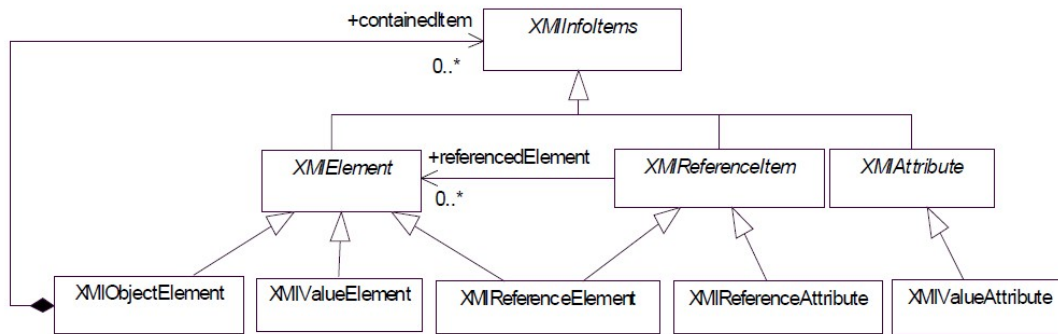 +containedItem
XMIInfoItems
0..*
XMIElement
+referencedElement
XMIReferenceItem
XMIAttribute
0..*
XMIObjectElement
XMIValueElement
XMIReferenceElement
XMIReferenceAttribute
XMIValueAttribute